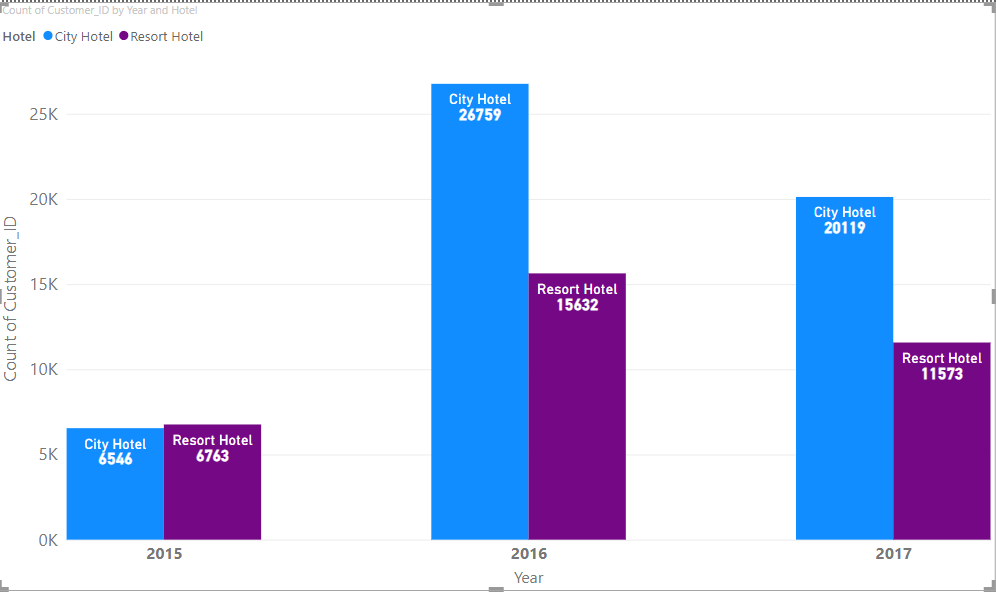 Count of Customer_ID by Year and Hotel
Hotel City Hotel Resort Hotel
Count of Customer_ID
25K
20K
15K
10K
5K
0K
City Hotel
6546
Resort Hotel
6763
City Hotel
26759
Resort Hotel
15632
City Hotel
20119
Resort Hotel
11573
2015 2016 2017
Year